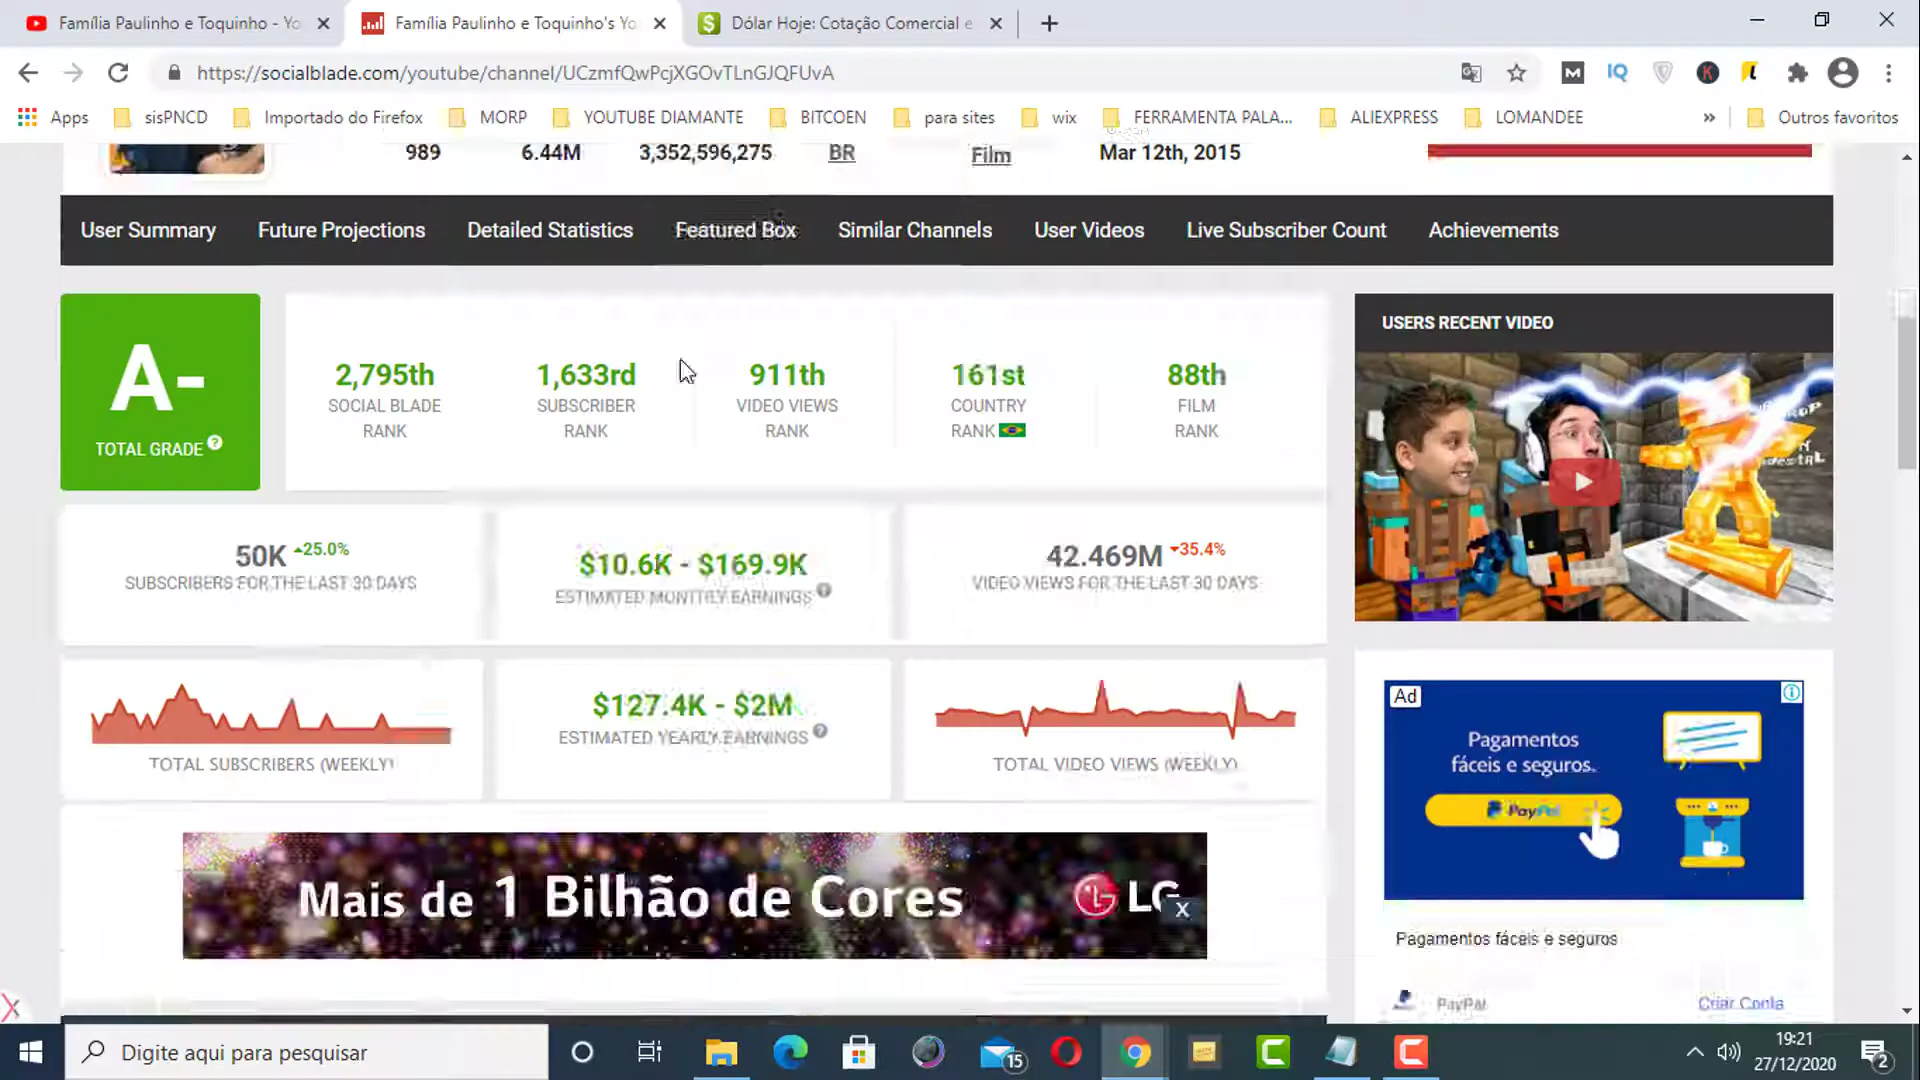 Família Paulinho e Toquinho - Yo
Família Paulinho e Toquinho's Yo
Dólar Hoje: Cotação Comercial e
https://socialblade.com/youtube/channel/UCzmfQwPcjXGOvTLnGJQFUvA
Apps
sisPNCD
Importado do Firefox
MORP
YOUTUBE DIAMANTE
BITCOEN
para sites
wix
FERRAMENTA PALA...
ALIEXPRESS
LOMANDEE
»
Outros favoritos
989
6.44M
3,352,596,275
BR
Film
Mar 12th, 2015
User Summary
Future Projections
Detailed Statistics
Featured Box
Similar Channels
User Videos
Live Subscriber Count
Achievements
A-
TOTAL GRADE
2,795th
SOCIAL BLADE
RANK
1,633rd
SUBSCRIBER
RANK
911th
VIDEO VIEWS
RANK
161st
COUNTRY
RANK
88th
FILM
RANK
USERS RECENT VIDEO
50K 25.0%
SUBSCRIBERS FOR THE LAST 30 DAYS
$10.6K - $169.9K
ESTIMATED MONTHLY EARNINGS
42.469M 35.4%
VIDEO VIEWS FOR THE LAST 30 DAYS
TOTAL SUBSCRIBERS (WEEKLY)
$127.4K - $2M
ESTIMATED YEARLY EARNINGS
TOTAL VIDEO VIEWS (WEEKLY)
Ad
Pagamentos
fáceis e seguros.
PayPal
Mais de 1 Bilhão de Cores
LG
X
Pagamentos fáceis e seguros
PayPal
Criar Conta
Digite aqui para pesquisar
15
19:21
27/12/2020
2